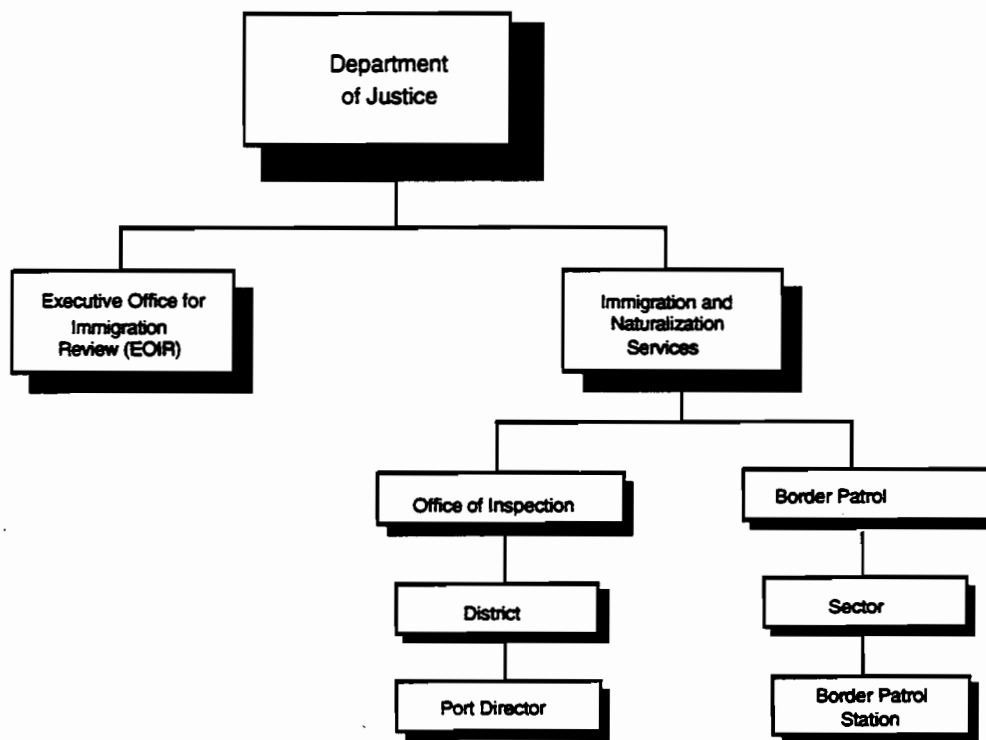 Department
of Justice
Executive Office for
Immigration
Review (EOIR)
Immigration and
Naturalization
Services
Office of Inspection
Border Patrol
District
Sector
Port Director
Border Patrol
Station